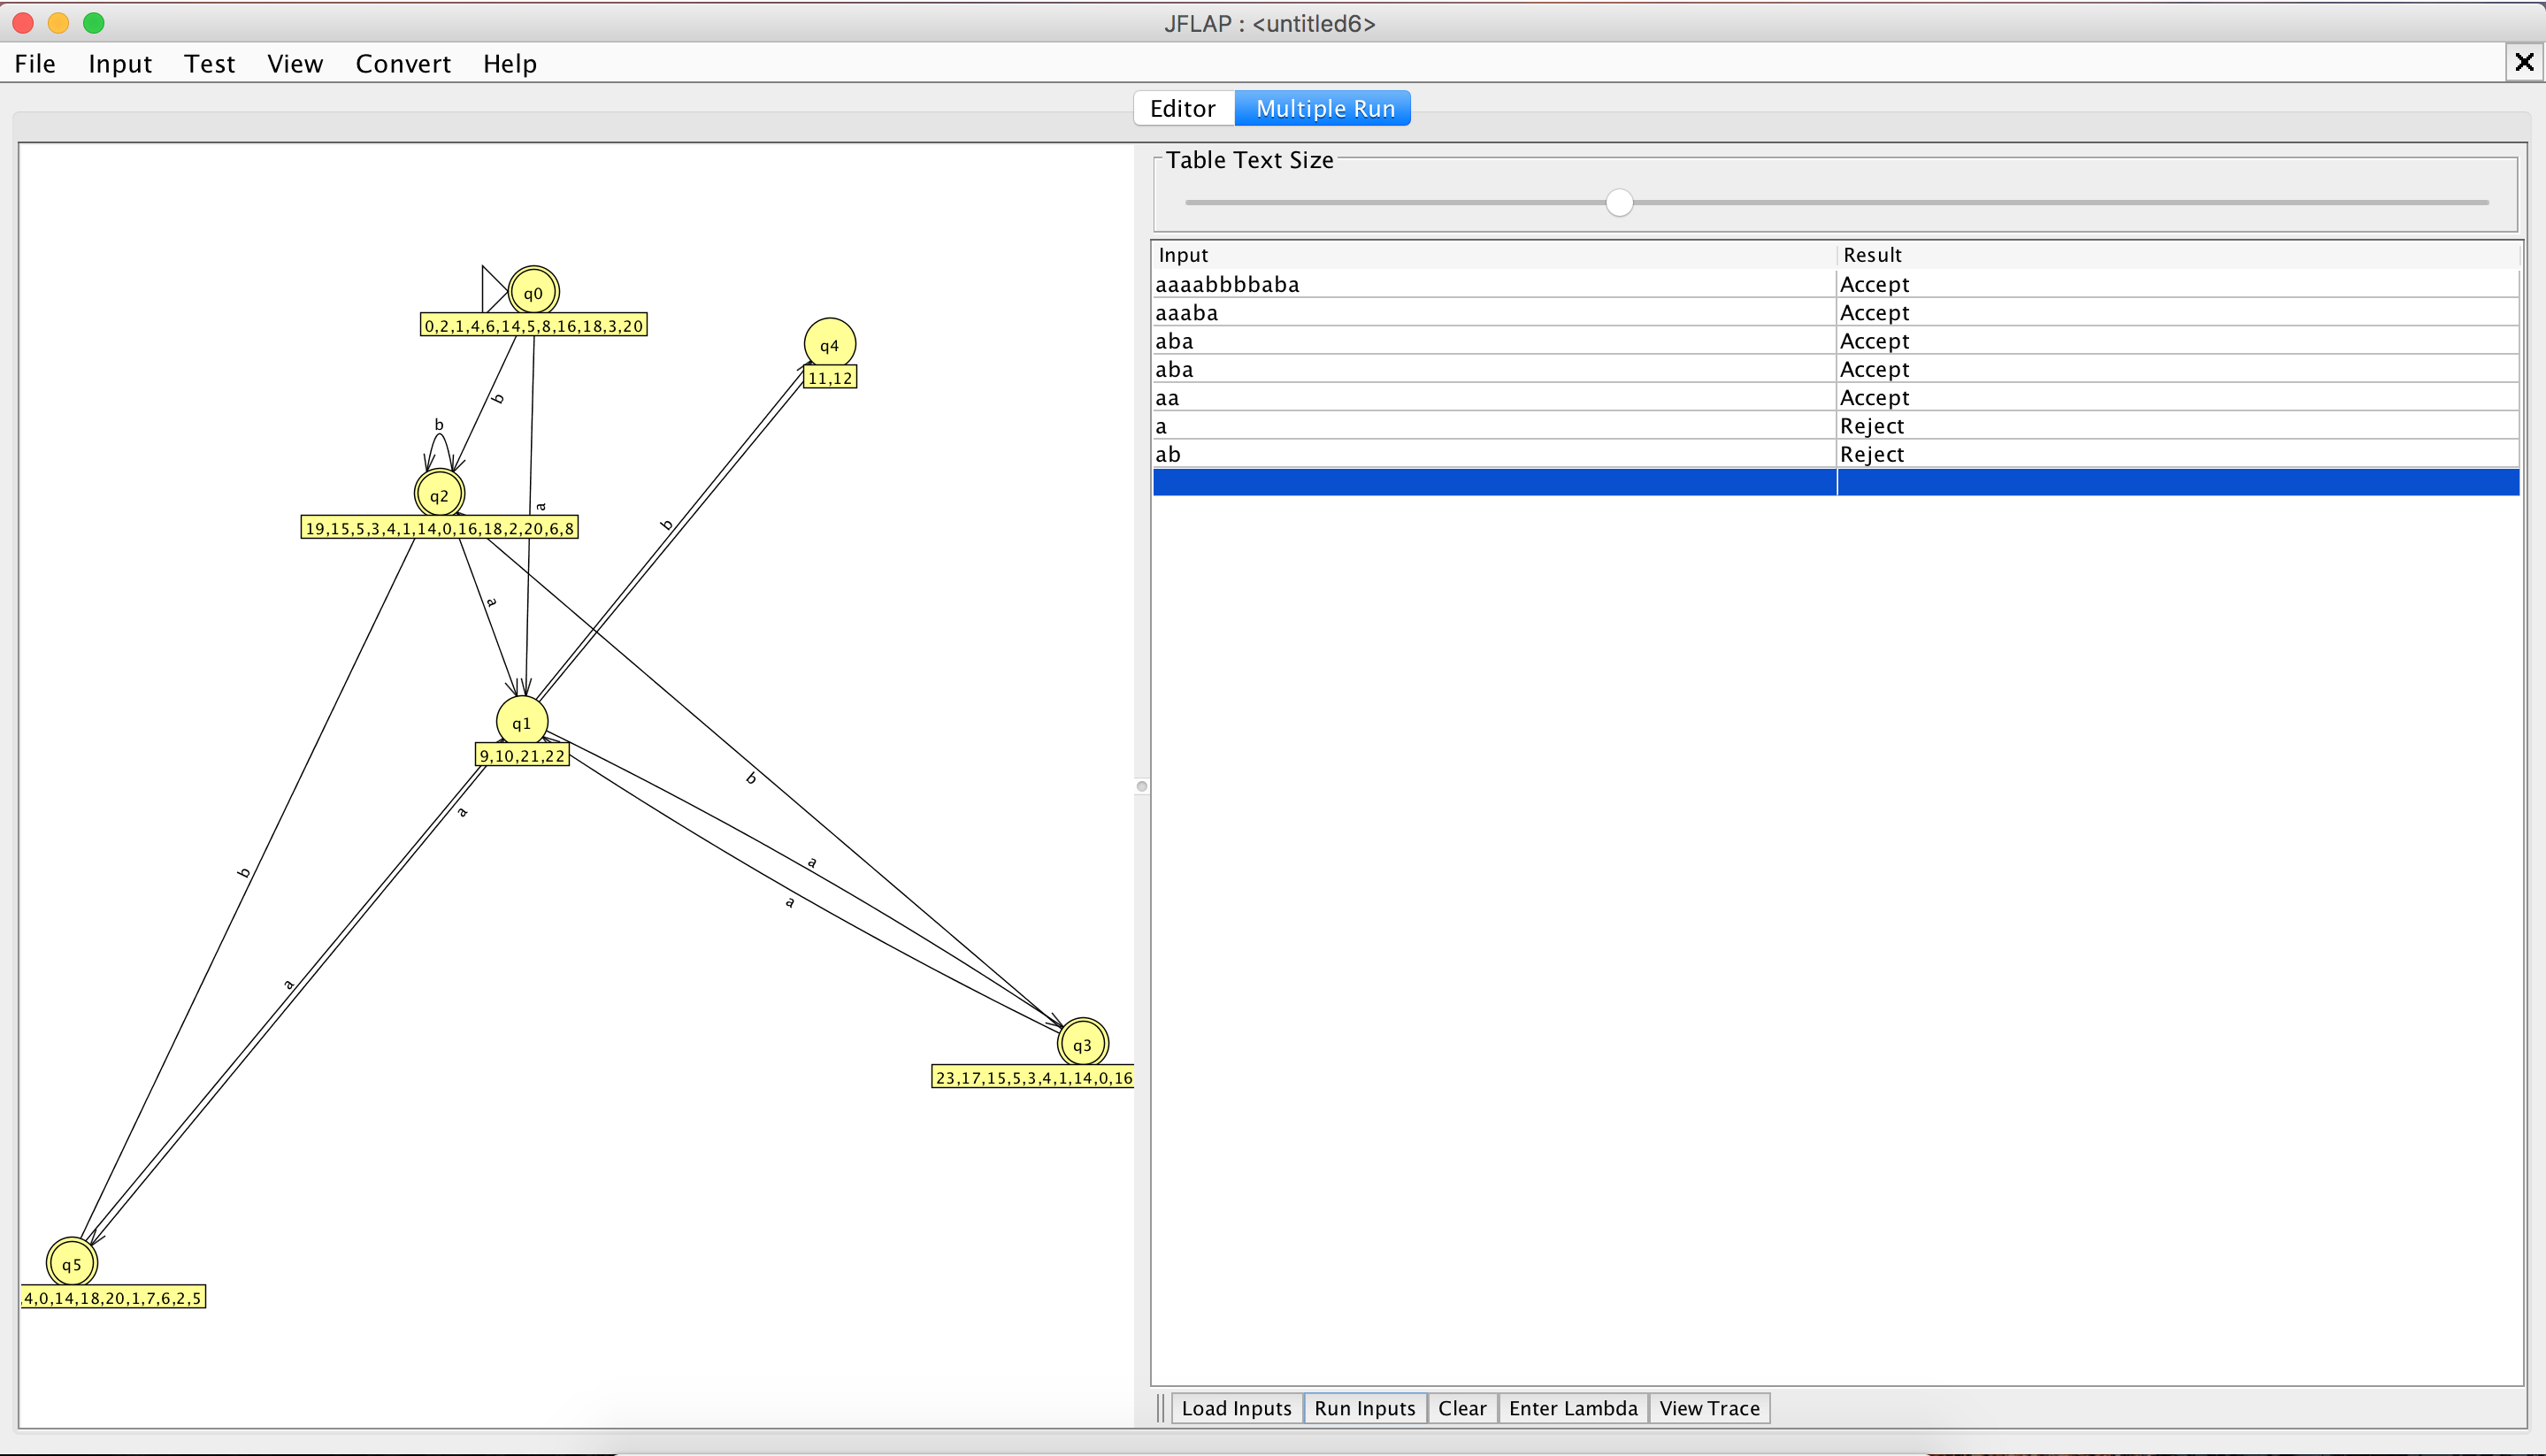 JFLAP : <untitled6>
File Input Test View Convert Help
Editor Multiple Run
Table Text Size
Input Result
aaaabbbbaba Accept
aaaba Accept
aba Accept
aba Accept
aa Accept
a Reject
ab Reject
q0
0,2,1,4,6,14,5,8,16,18,3,20
q4
11,12
b
b
q2
a
19,15,5,3,4,1,14,0,16,18,2,20,6,8
b
a
q1
9,10,21,22
b
a
a
b
a
a
q3
23,17,15,5,3,4,1,14,0,16
q5
4,0,14,18,20,1,7,6,2,5
Load Inputs Run Inputs Clear Enter Lambda View Trace